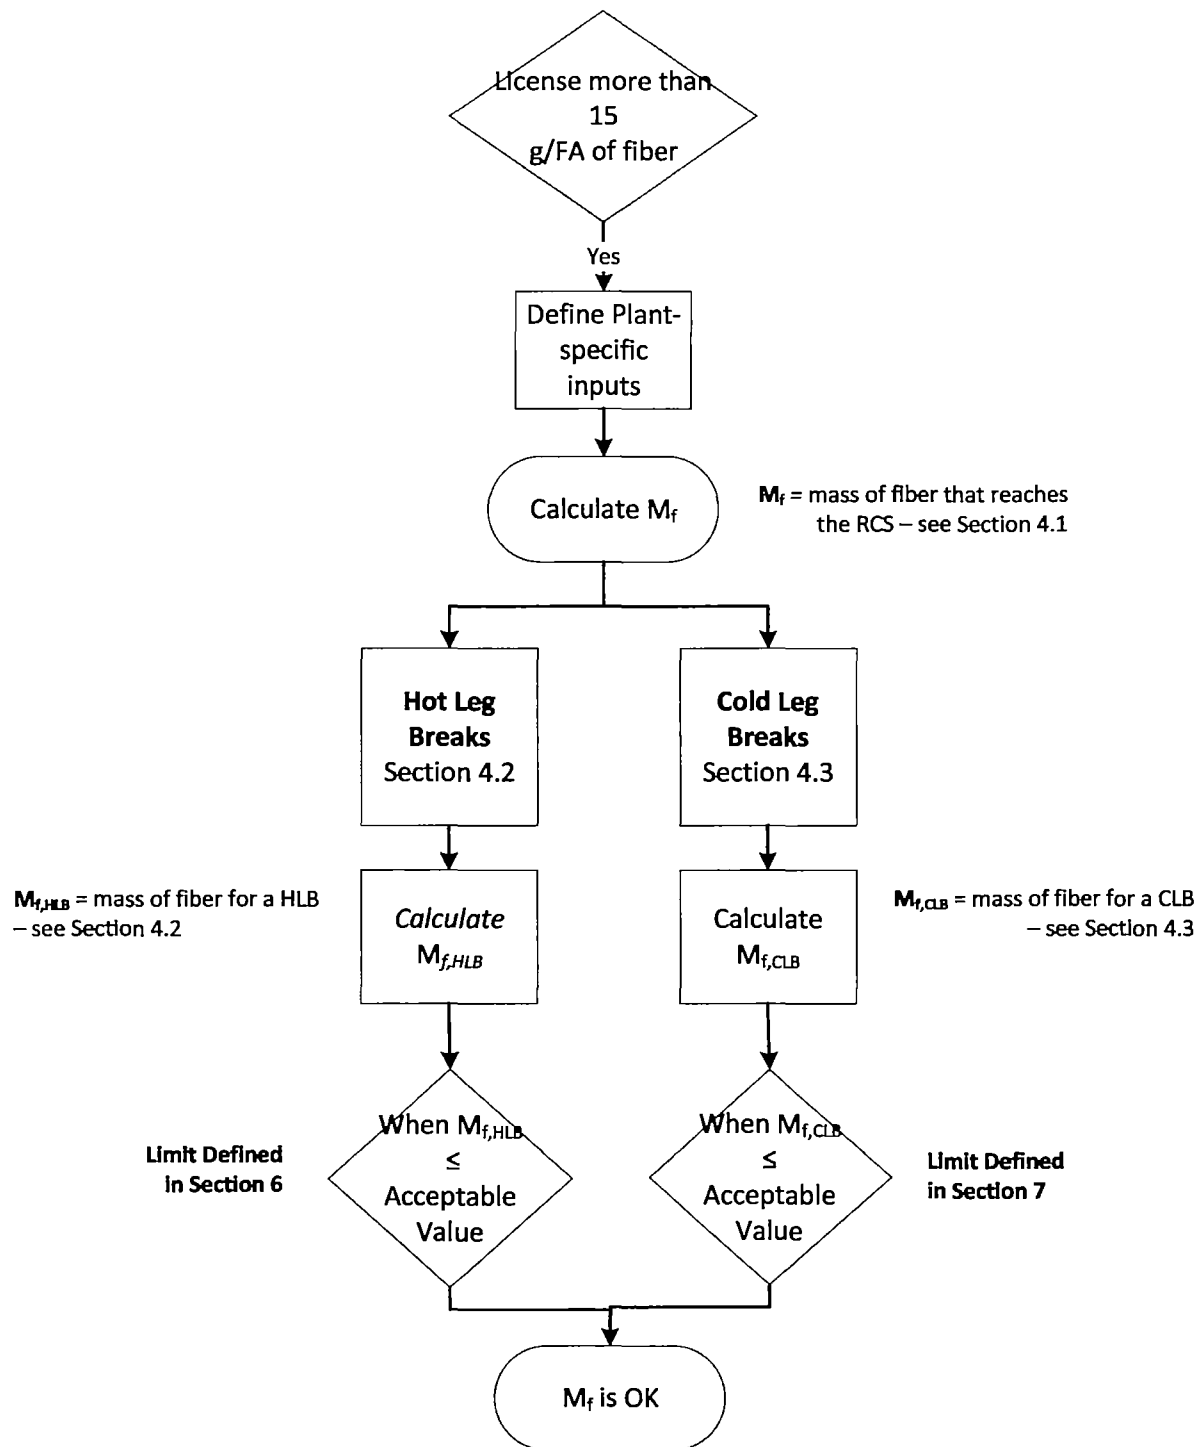 License more than
15
g/FA of fiber
Yes
Define Plant-
specific
inputs
Calculate Mf
Mf = mass of fiber that reaches
the RCS – see Section 4.1
Hot Leg
Breaks
Section 4.2
Cold Leg
Breaks
Section 4.3
Mf,HLB = mass of fiber for a HLB
– see Section 4.2
Calculate
Mf,HLB
Calculate
Mf,CLB
Mf,CLB = mass of fiber for a CLB
– see Section 4.3
Limit Defined
in Section 6
When Mf,HLB
≤
Acceptable
Value
When Mf,CLB
≤
Acceptable
Value
Limit Defined
in Section 7
Mf is OK